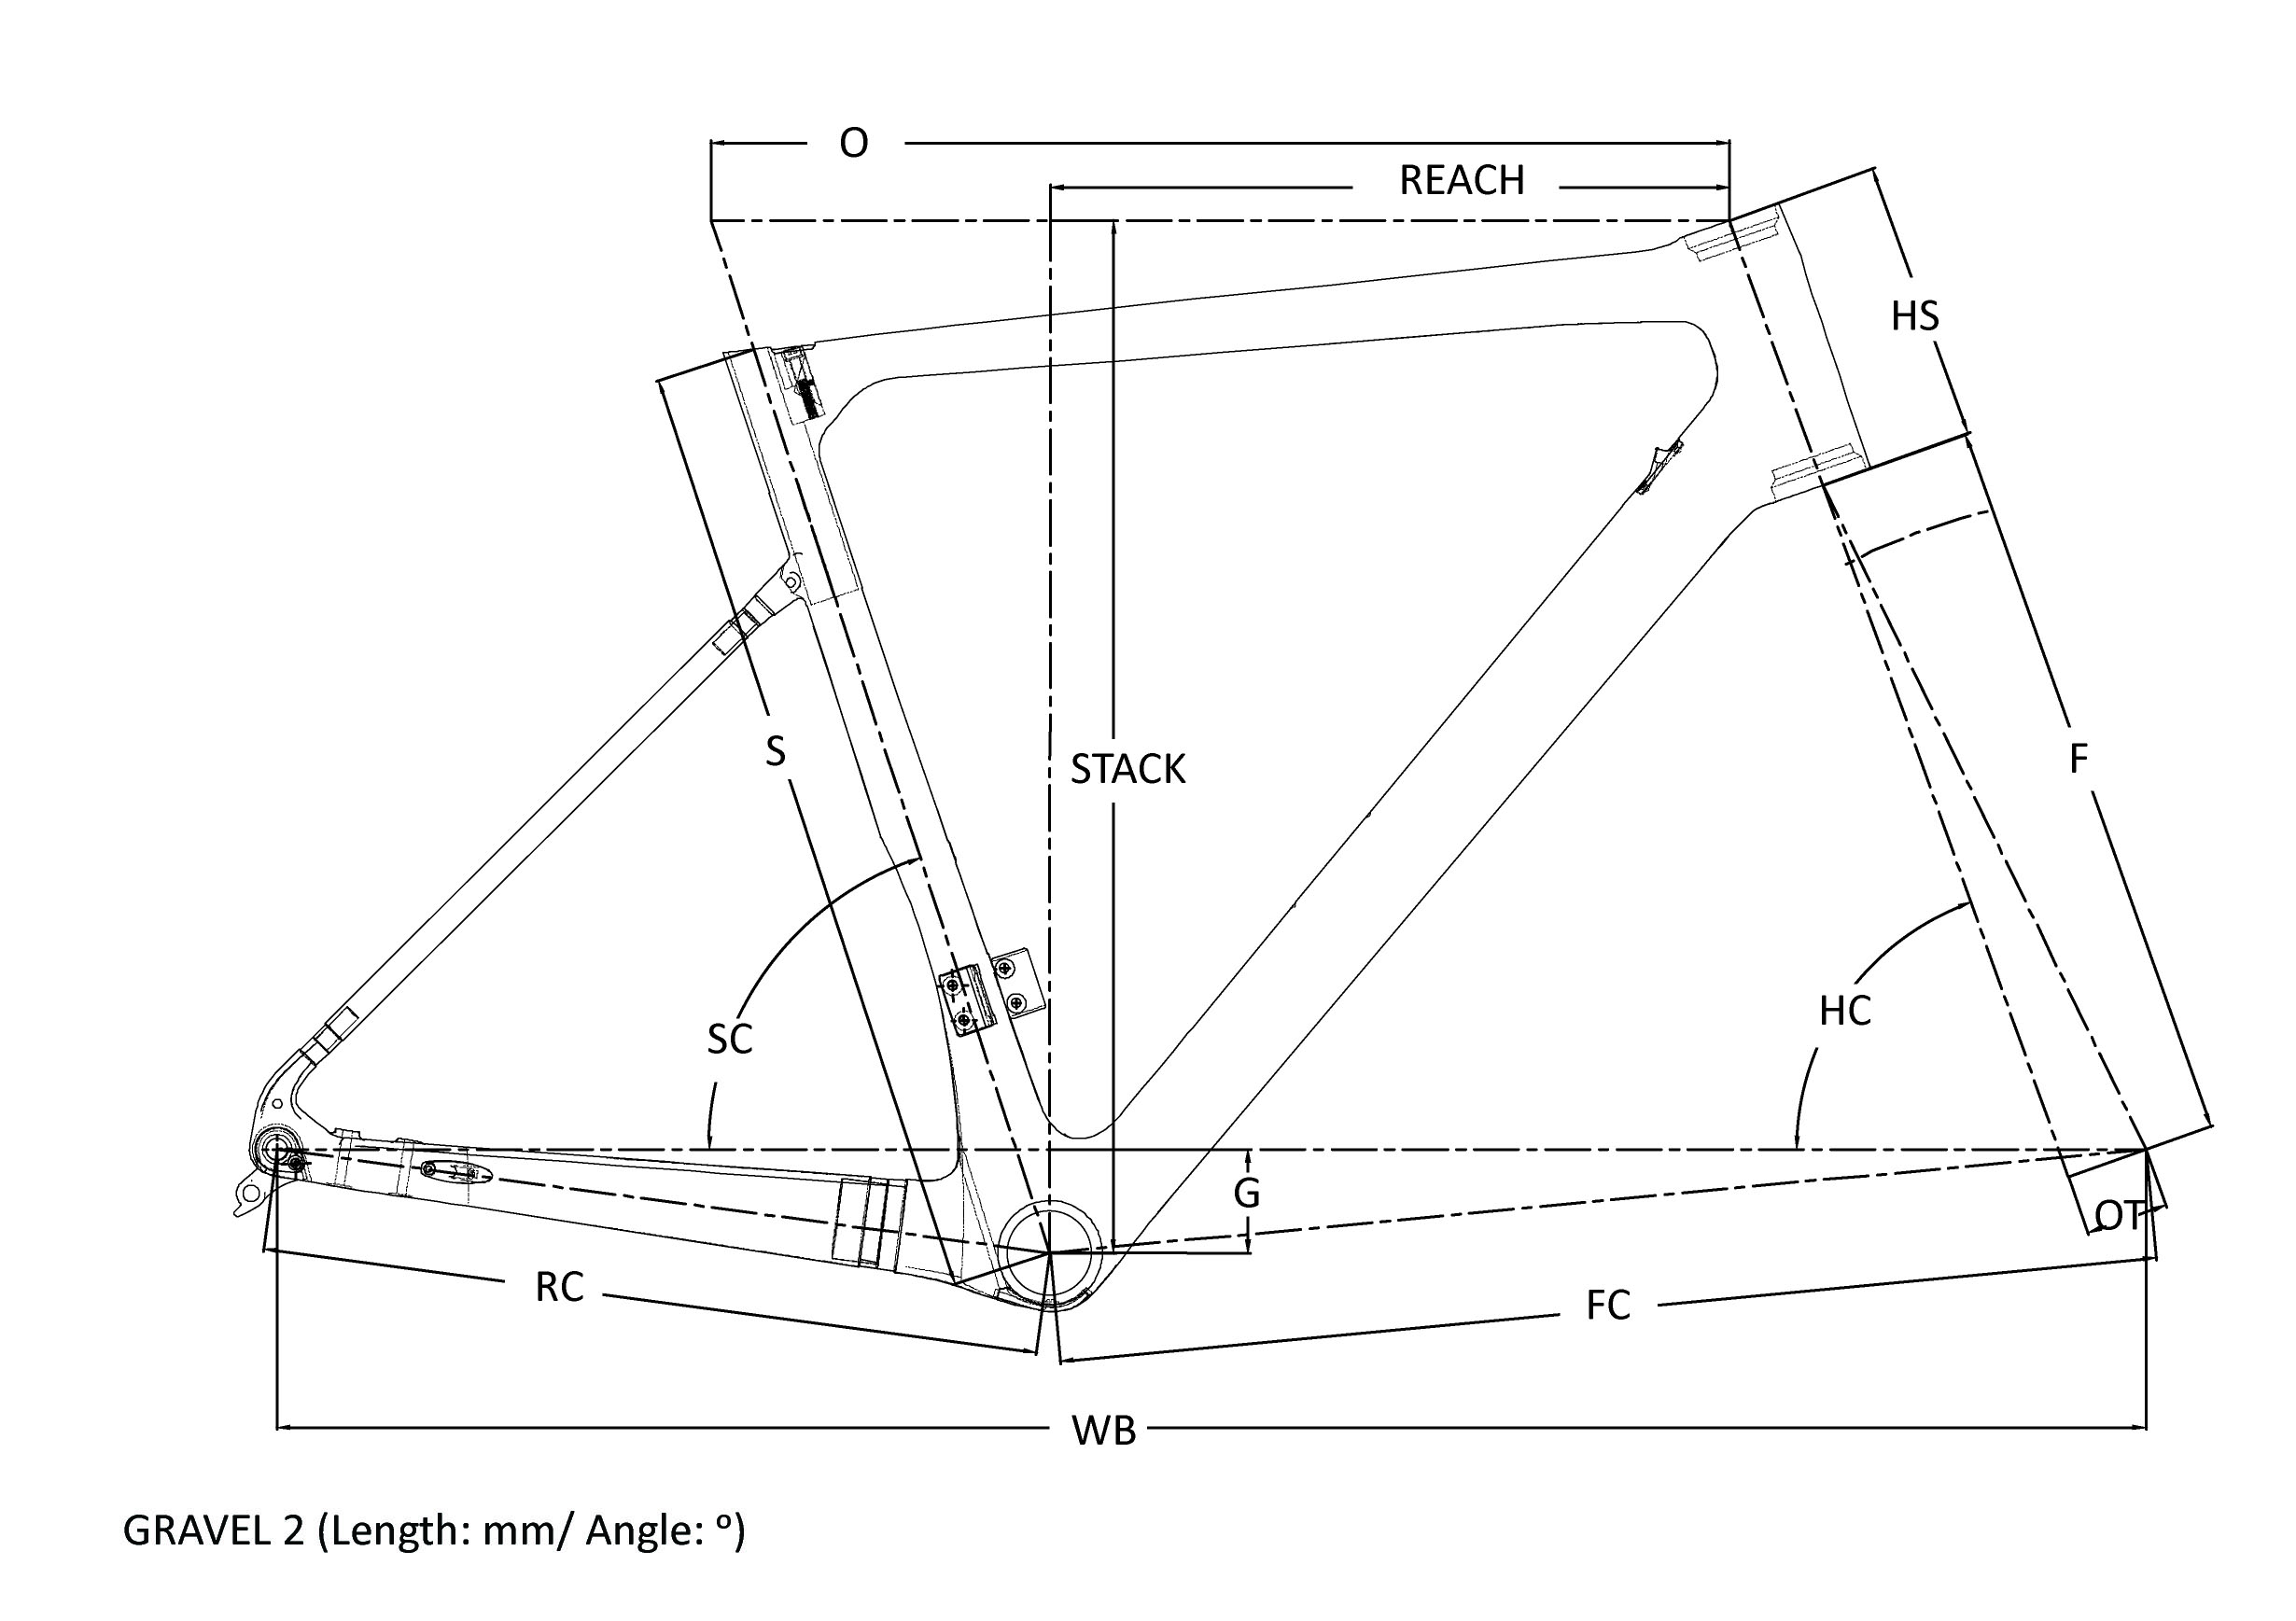 O
REACH
HS
S
STACK
F
SC
HC
G
OT
RC
FC
WB
GRAVEL 2 (Length: mm/ Angle: º)